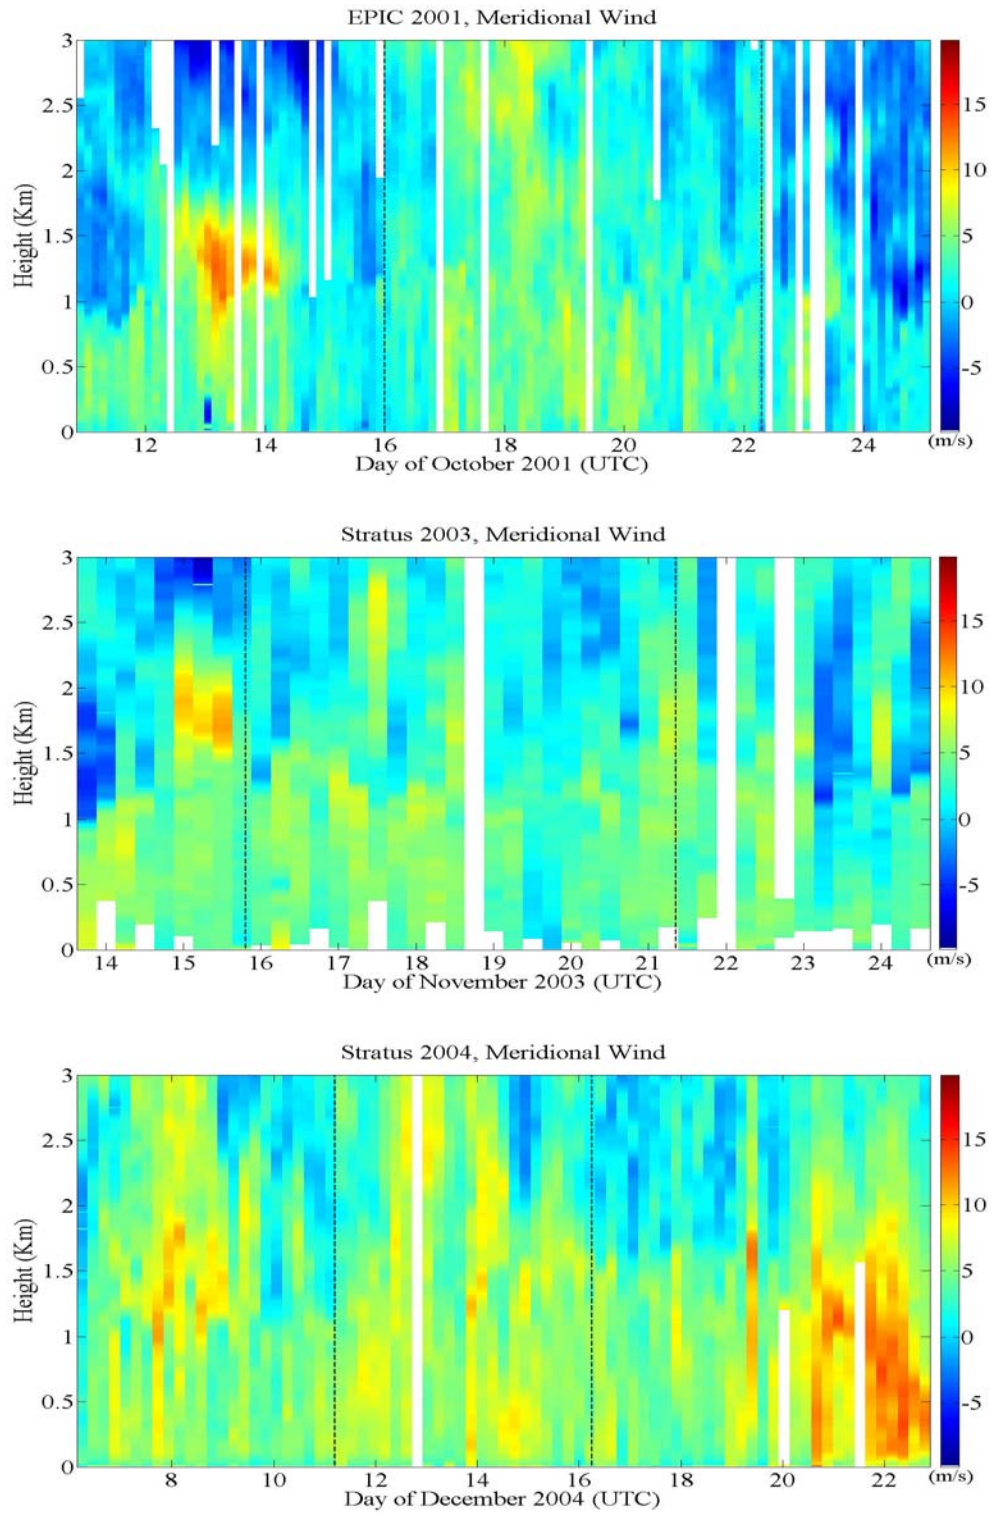 EPIC 2001, Meridional Wind
3
2.5
2
1.5
1
0.5
0
Height (Km)
12 14 16 18 20 22 24
Day of October 2001 (UTC)
15
10
5
0
-5
(m/s)
Stratus 2003, Meridional Wind
3
2.5
2
1.5
1
0.5
0
Height (Km)
14 15 16 17 18 19 20 21 22 23 24
Day of November 2003 (UTC)
15
10
5
0
-5
(m/s)
Stratus 2004, Meridional Wind
3
2.5
2
1.5
1
0.5
0
Height (Km)
8 10 12 14 16 18 20 22
Day of December 2004 (UTC)
15
10
5
0
-5
(m/s)